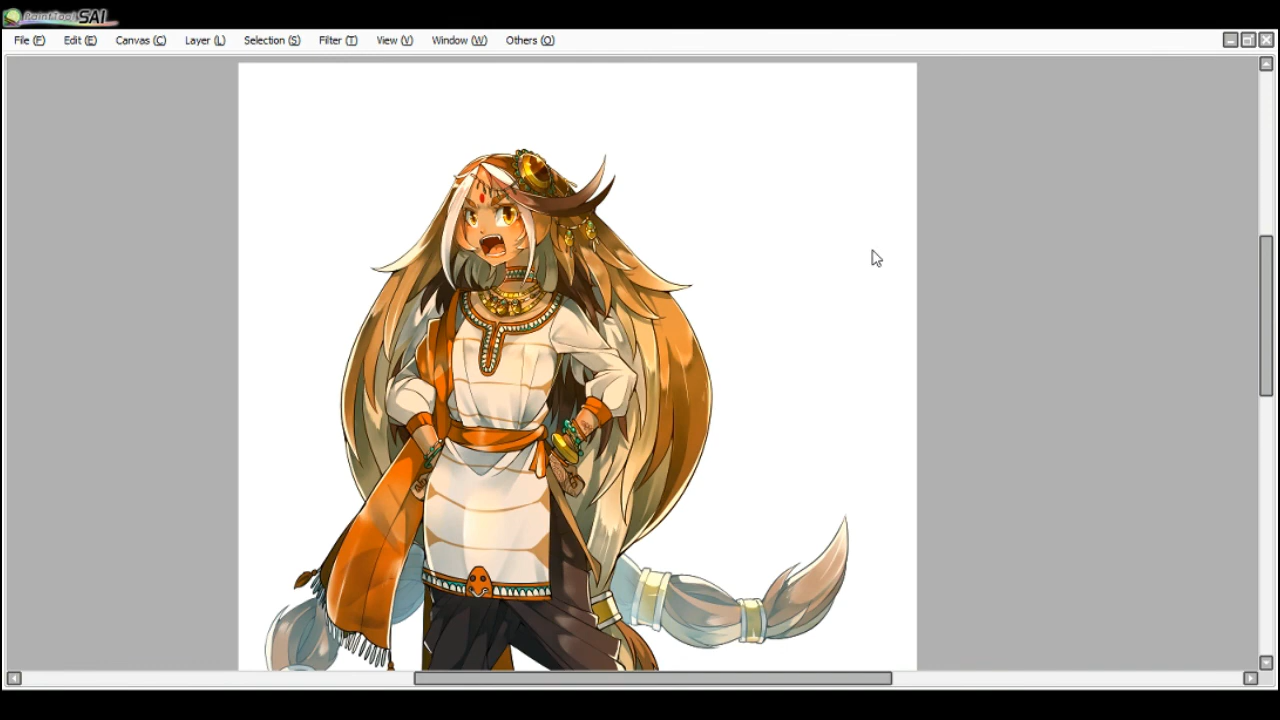 PaintTool SAI
File (F) Edit (E) Canvas (C) Layer (L) Selection (S) Filter (T) View (V) Window (W) Others (O)